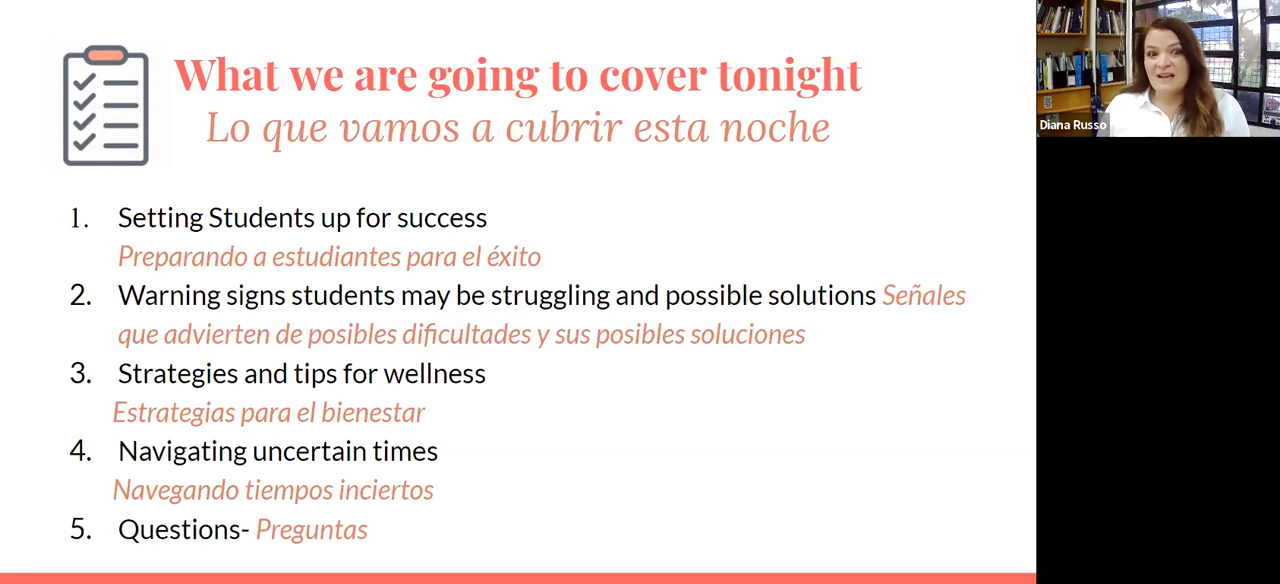 What we are going to cover tonight
Lo que vamos a cubrir esta noche
1. Setting Students up for success
Preparando a estudiantes para el éxito
2. Warning signs students may be struggling and possible solutions Señales
que advierten de posibles dificultades y sus posibles soluciones
3. Strategies and tips for wellness
Estrategias para el bienestar
4. Navigating uncertain times
Navegando tiempos inciertos
5. Questions- Preguntas
Diana Russo